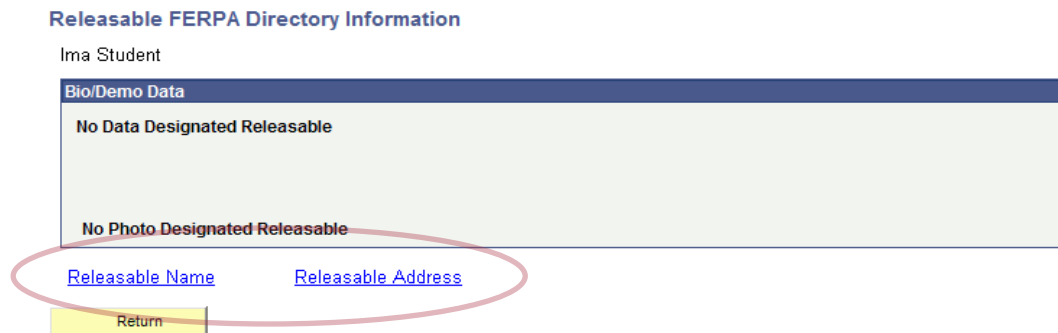 Releasable FERPA Directory Information
Ima Student
Bio/Demo Data
No Data Designated Releasable
No Photo Designated Releasable
Releasable Name Releasable Address
Return